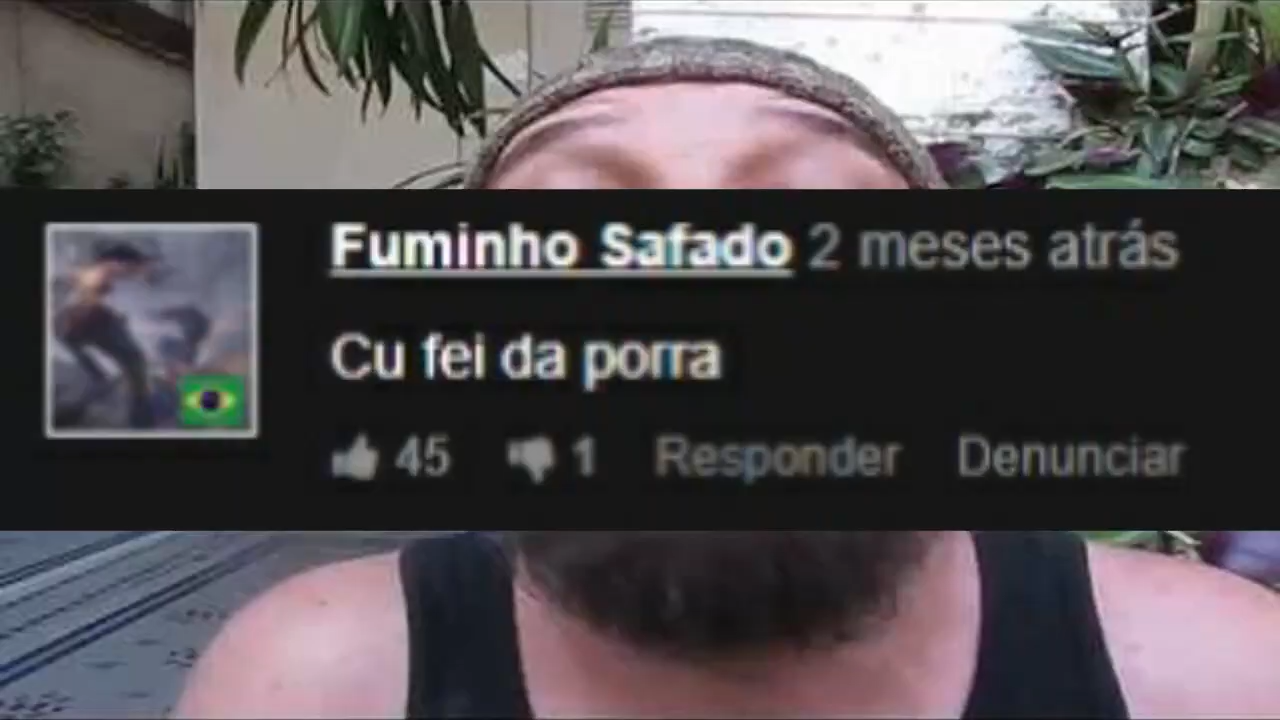 Fuminho Safado 2 meses atrás
Cu fei da porra
45 1 Responder Denunciar